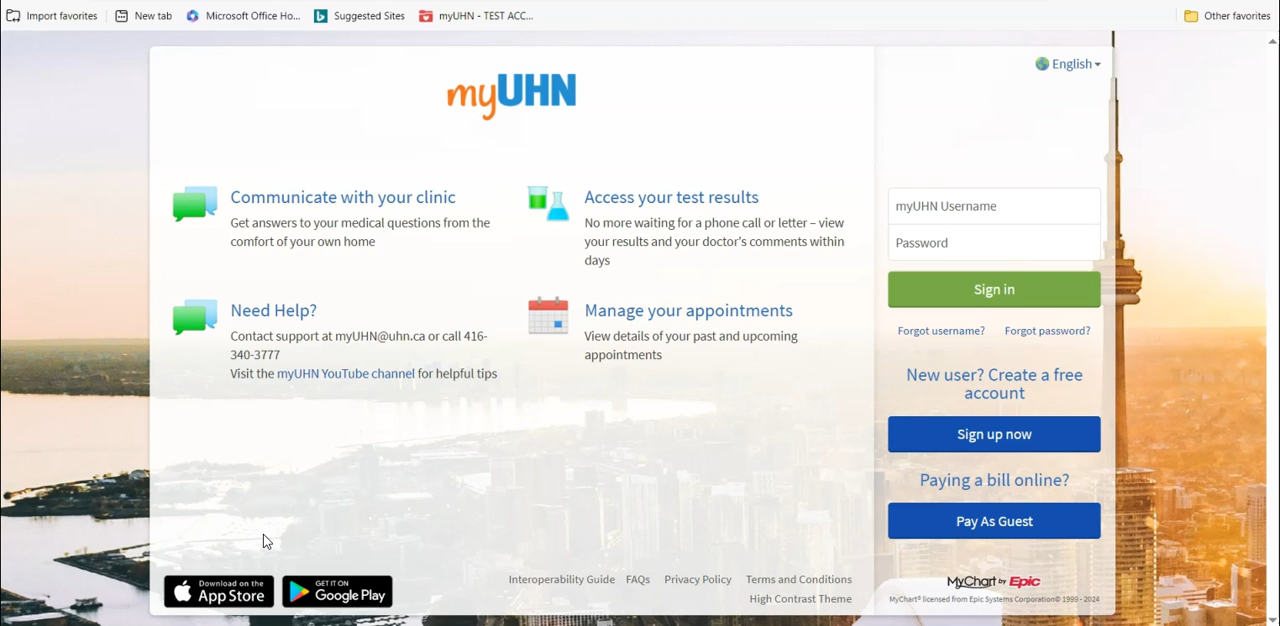 Import favorites
New tab
Microsoft Office Ho...
Suggested Sites
myUHN - TEST ACC...
Other favorites
English
myUHN
Communicate with your clinic
Get answers to your medical questions from the
comfort of your own home
Access your test results
No more waiting for a phone call or letter – view
your results and your doctor's comments within
days
Need Help?
Contact support at myUHN@uhn.ca or call 416-
340-3777
Visit the myUHN YouTube channel for helpful tips
Manage your appointments
View details of your past and upcoming
appointments
myUHN Username
Password
Sign in
Forgot username?
Forgot password?
New user? Create a free
account
Sign up now
Paying a bill online?
Pay As Guest
Download on the
App Store
GET IT ON
Google Play
Interoperability Guide
FAQs
Privacy Policy
Terms and Conditions
High Contrast Theme
MyChart by Epic
MyChart® licensed from Epic Systems Corporation© 1999 - 2024